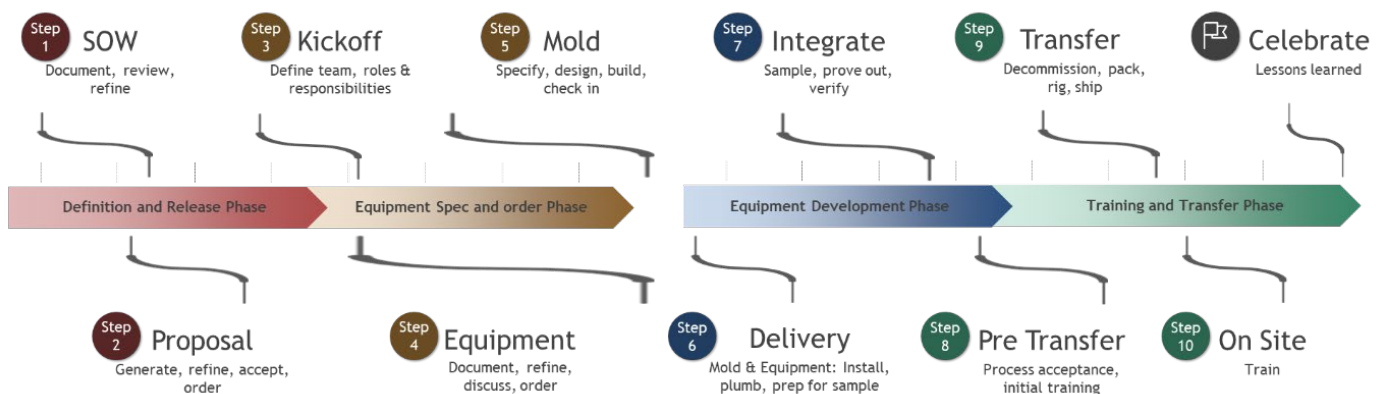 Step
1
SOW
Document, review,
refine
Step
3
Kickoff
Define team, roles &
responsibilities
Step
5
Mold
Specify, design, build,
check in
Step
7
Integrate
Sample, prove out,
verify
Step
9
Transfer
Decommission, pack,
rig, ship
Celebrate
Lessons learned
Definition and Release Phase
Equipment Spec and order Phase
Equipment Development Phase
Training and Transfer Phase
Step
2
Proposal
Generate, refine, accept,
order
Step
4
Equipment
Document, refine,
discuss, order
Step
6
Delivery
Mold & Equipment: Install,
plumb, prep for sample
Step
8
Pre Transfer
Process acceptance,
initial training
Step
10
On Site
Train